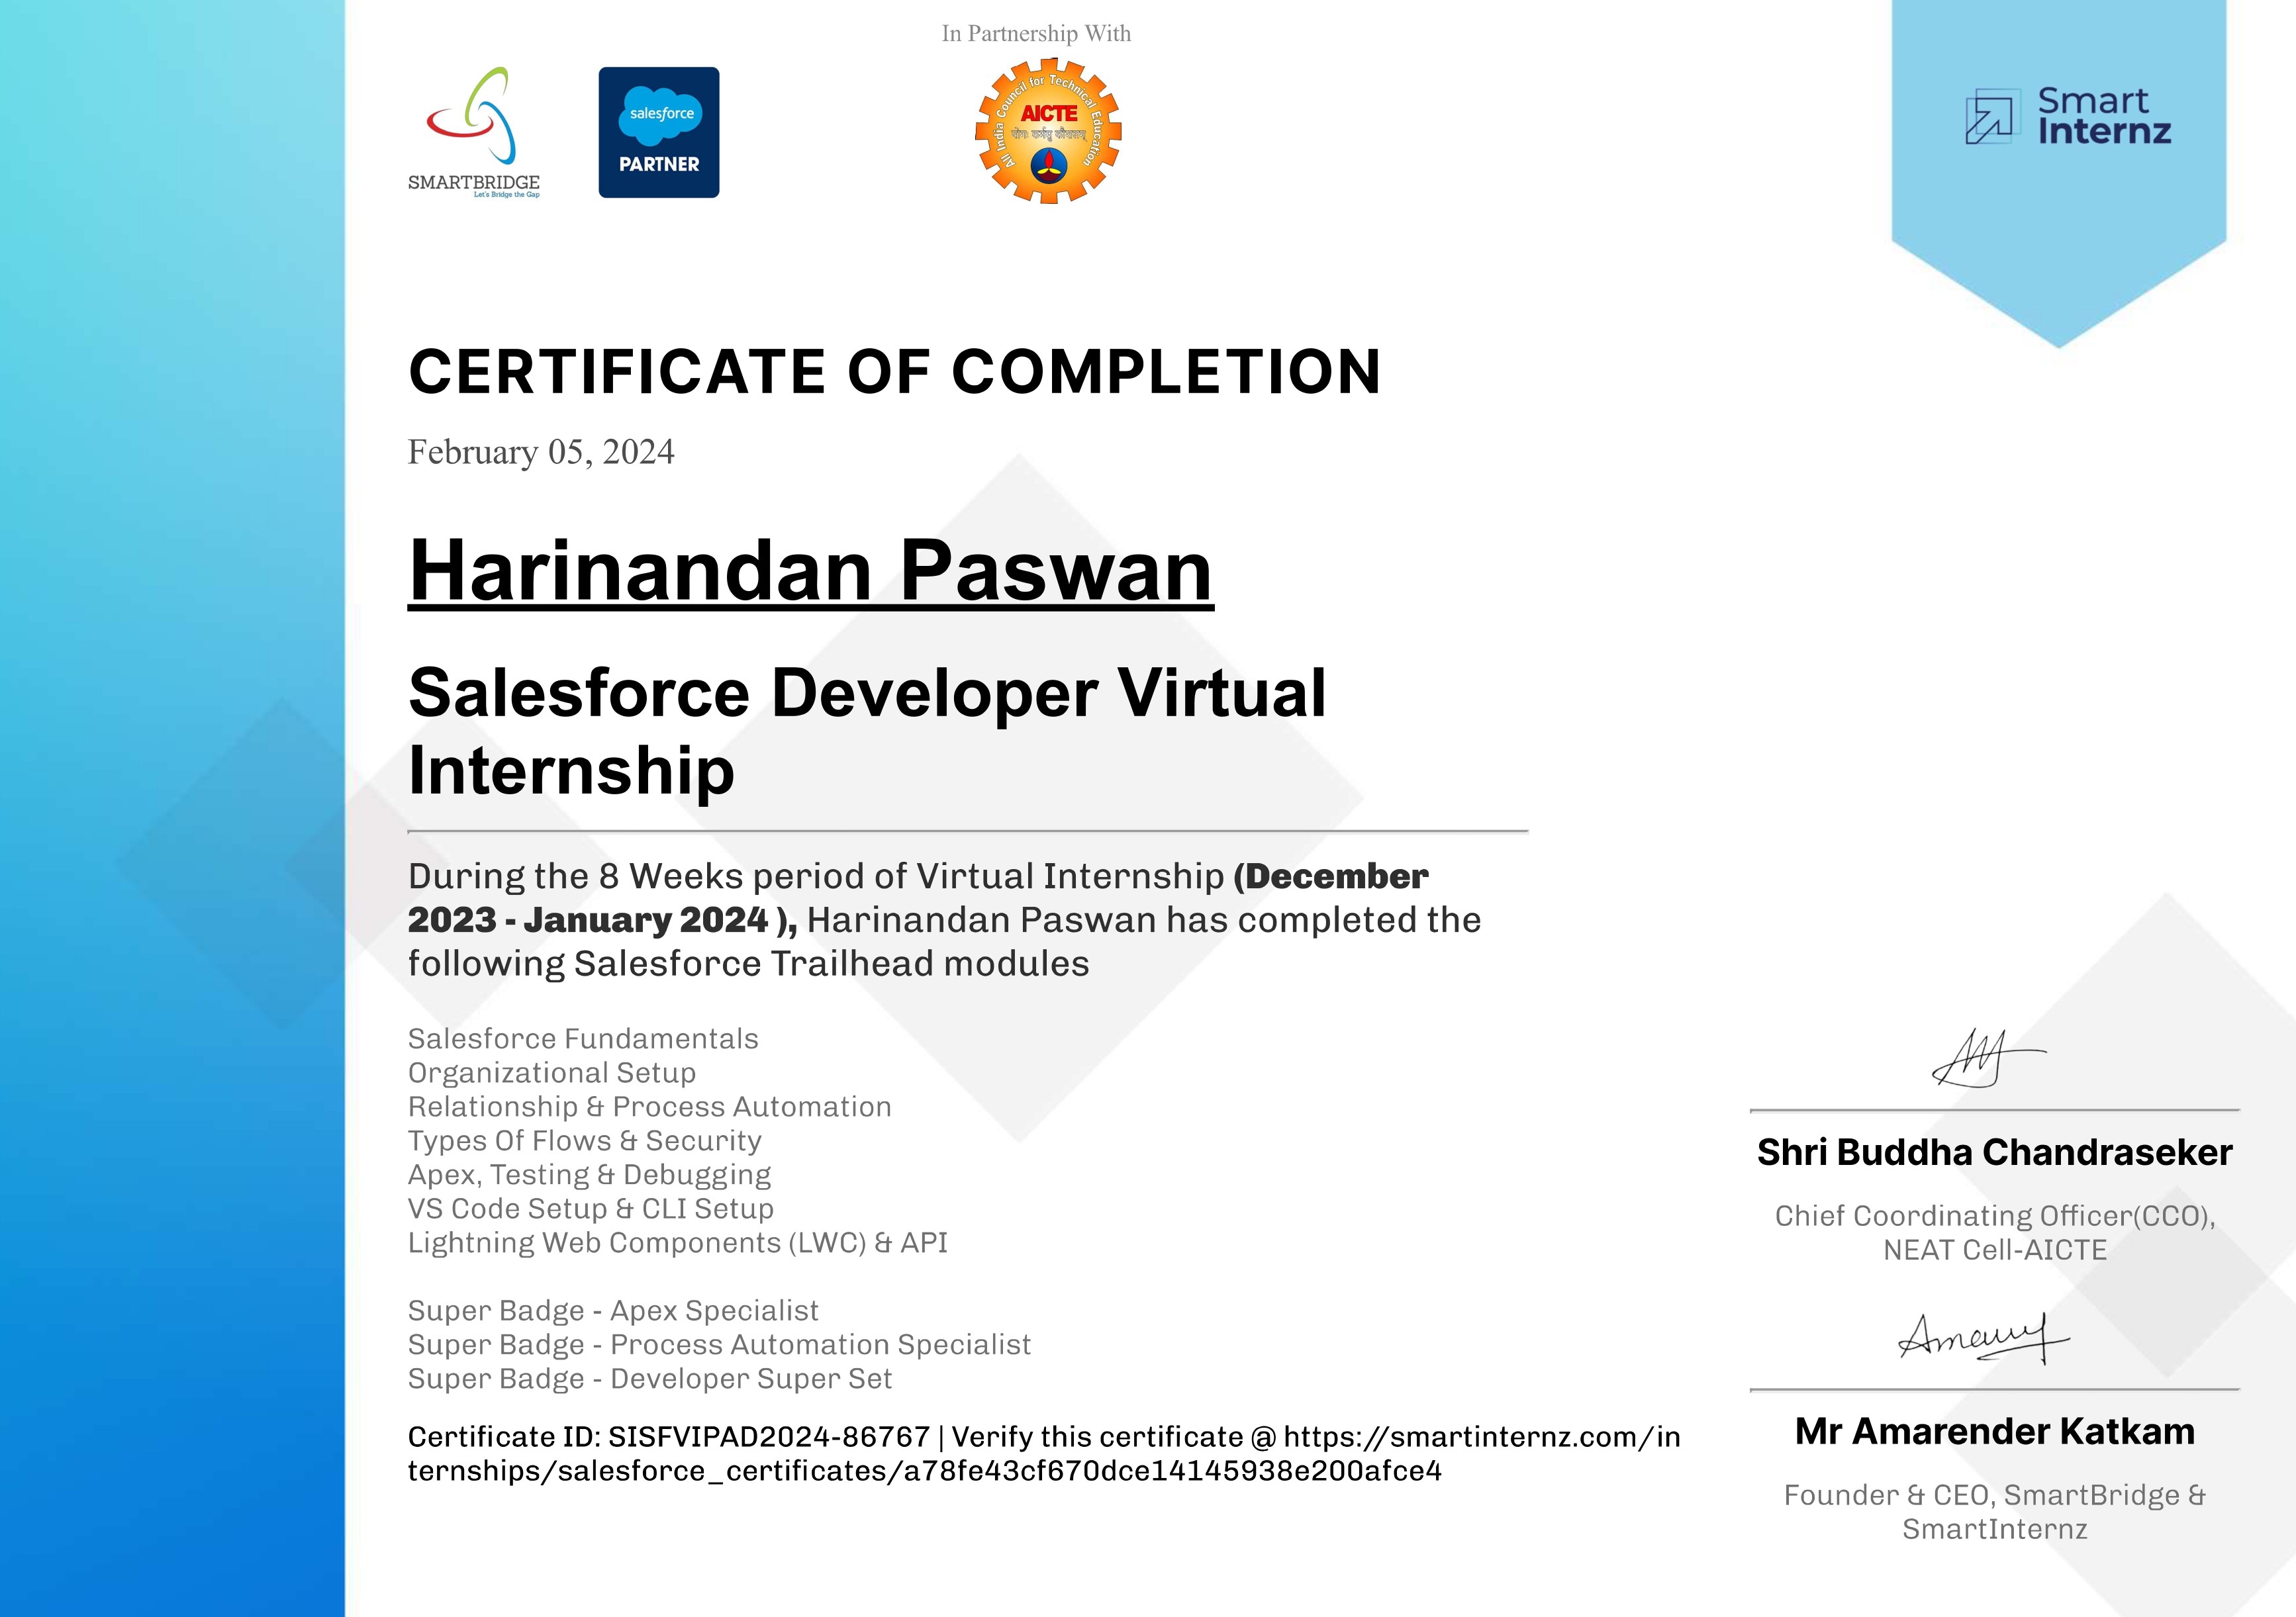 In Partnership With
SMARTBRIDGE
Let's Bridge the Gap
salesforce
PARTNER
All India Council for Technical Education
AICTE
योगः कर्मसु कौशलम्
Smart
Internz
CERTIFICATE OF COMPLETION
February 05, 2024
Harinandan Paswan
Salesforce Developer Virtual
Internship
During the 8 Weeks period of Virtual Internship (December
2023 - January 2024 ), Harinandan Paswan has completed the
following Salesforce Trailhead modules
Salesforce Fundamentals
Organizational Setup
Relationship & Process Automation
Types Of Flows & Security
Apex, Testing & Debugging
VS Code Setup & CLI Setup
Lightning Web Components (LWC) & API
Super Badge - Apex Specialist
Super Badge - Process Automation Specialist
Super Badge - Developer Super Set
Certificate ID: SISFVIPAD2024-86767 | Verify this certificate @ https://smartinternz.com/in
ternships/salesforce_certificates/a78fe43cf670dce14145938e200afce4
Shri Buddha Chandraseker
Chief Coordinating Officer(CCO),
NEAT Cell-AICTE
Mr Amarender Katkam
Founder & CEO, SmartBridge &
SmartInternz